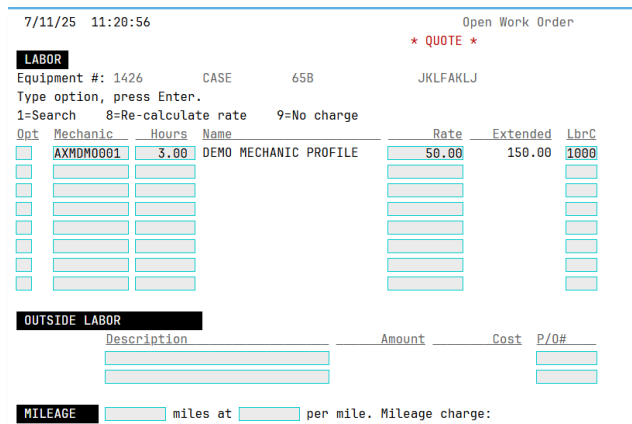 7/11/25 11:20:56 Open Work Order
* QUOTE *
LABOR
Equipment #: 1426 CASE 65B JKLFAKLJ
Type option, press Enter.
1=Search 8=Re-calculate rate 9=No charge
Opt Mechanic Hours Name Rate Extended LbrC
AXMDMO001 3.00 DEMO MECHANIC PROFILE 50.00 150.00 1000
OUTSIDE LABOR
Description Amount Cost P/O#
MILEAGE miles at per mile. Mileage charge: